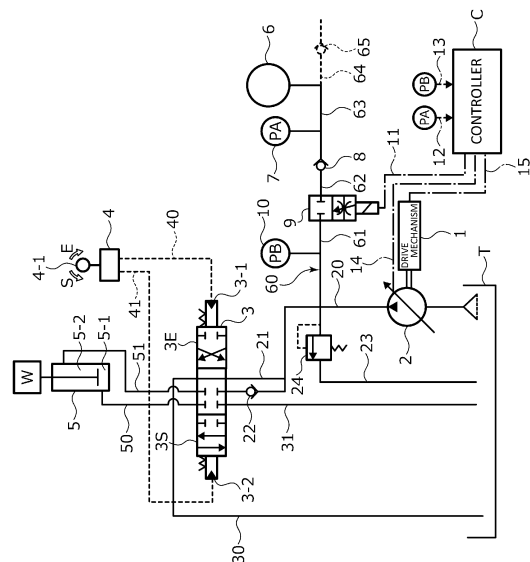 65
64
6
63
PA
7
8
62
9
11
10
PB
60
61
20
24
23
PB
13
PA
12
C
CONTROLLER
15
14
DRIVE
MECHANISM
1
2
T
4-1
S
E
4
40
41
W
5-2
5-1
5
51
50
3-1
3
3E
3S
21
22
31
3-2
30